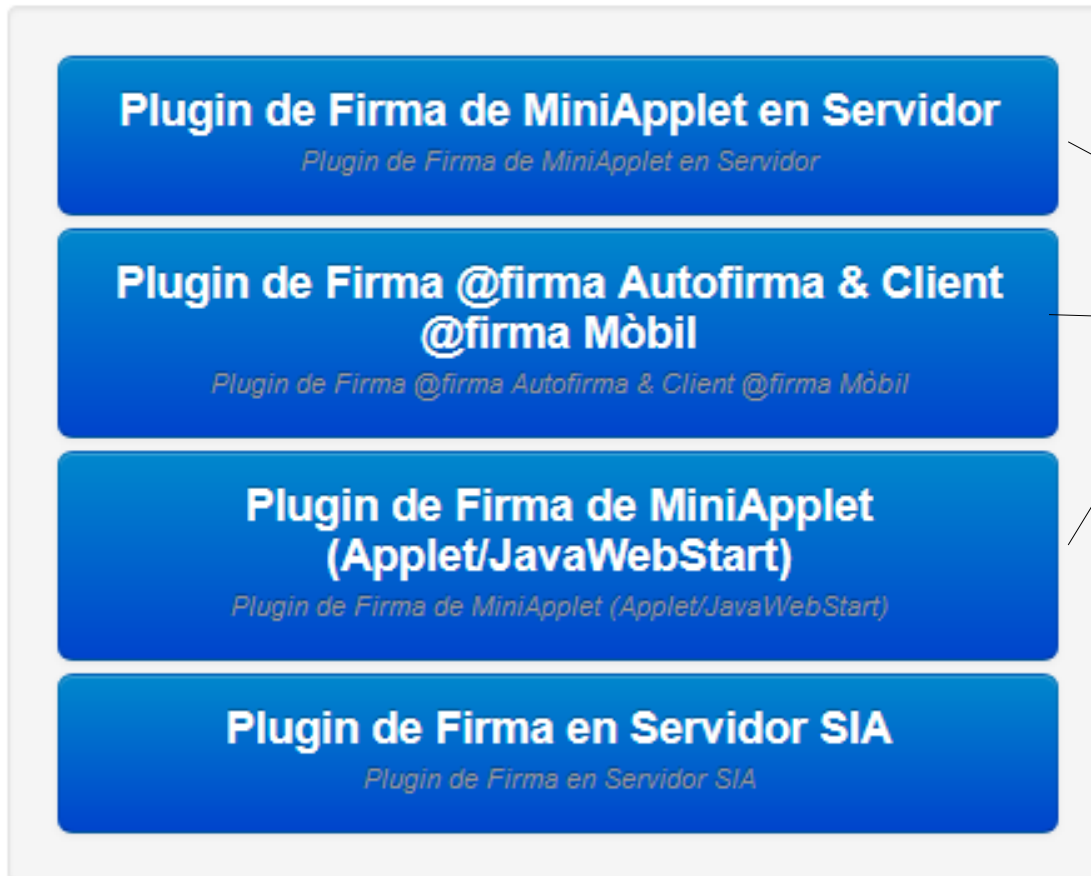 Plugin de Firma de MiniApplet en Servidor
Plugin de Firma de MiniApplet en Servidor
Plugin de Firma @firma Autofirma & Client
@firma Mòbil
Plugin de Firma @firma Autofirma & Client @firma Mòbil
Plugin de Firma de MiniApplet
(Applet/JavaWebStart)
Plugin de Firma de MiniApplet (Applet/JavaWebStart)
Plugin de Firma en Servidor SIA
Plugin de Firma en Servidor SIA